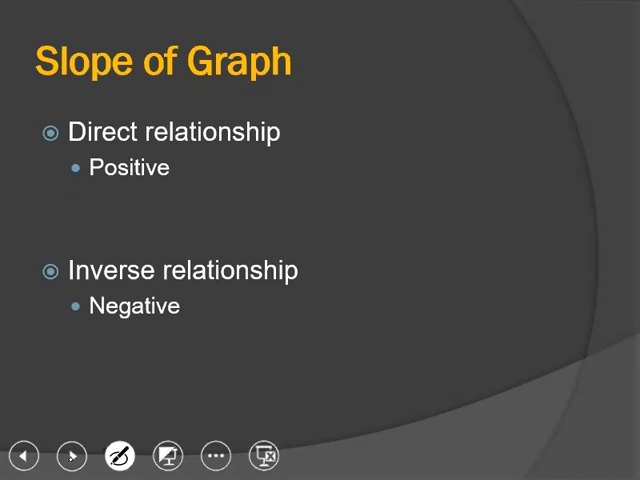 Slope of Graph
Direct relationship
Positive
Inverse relationship
Negative